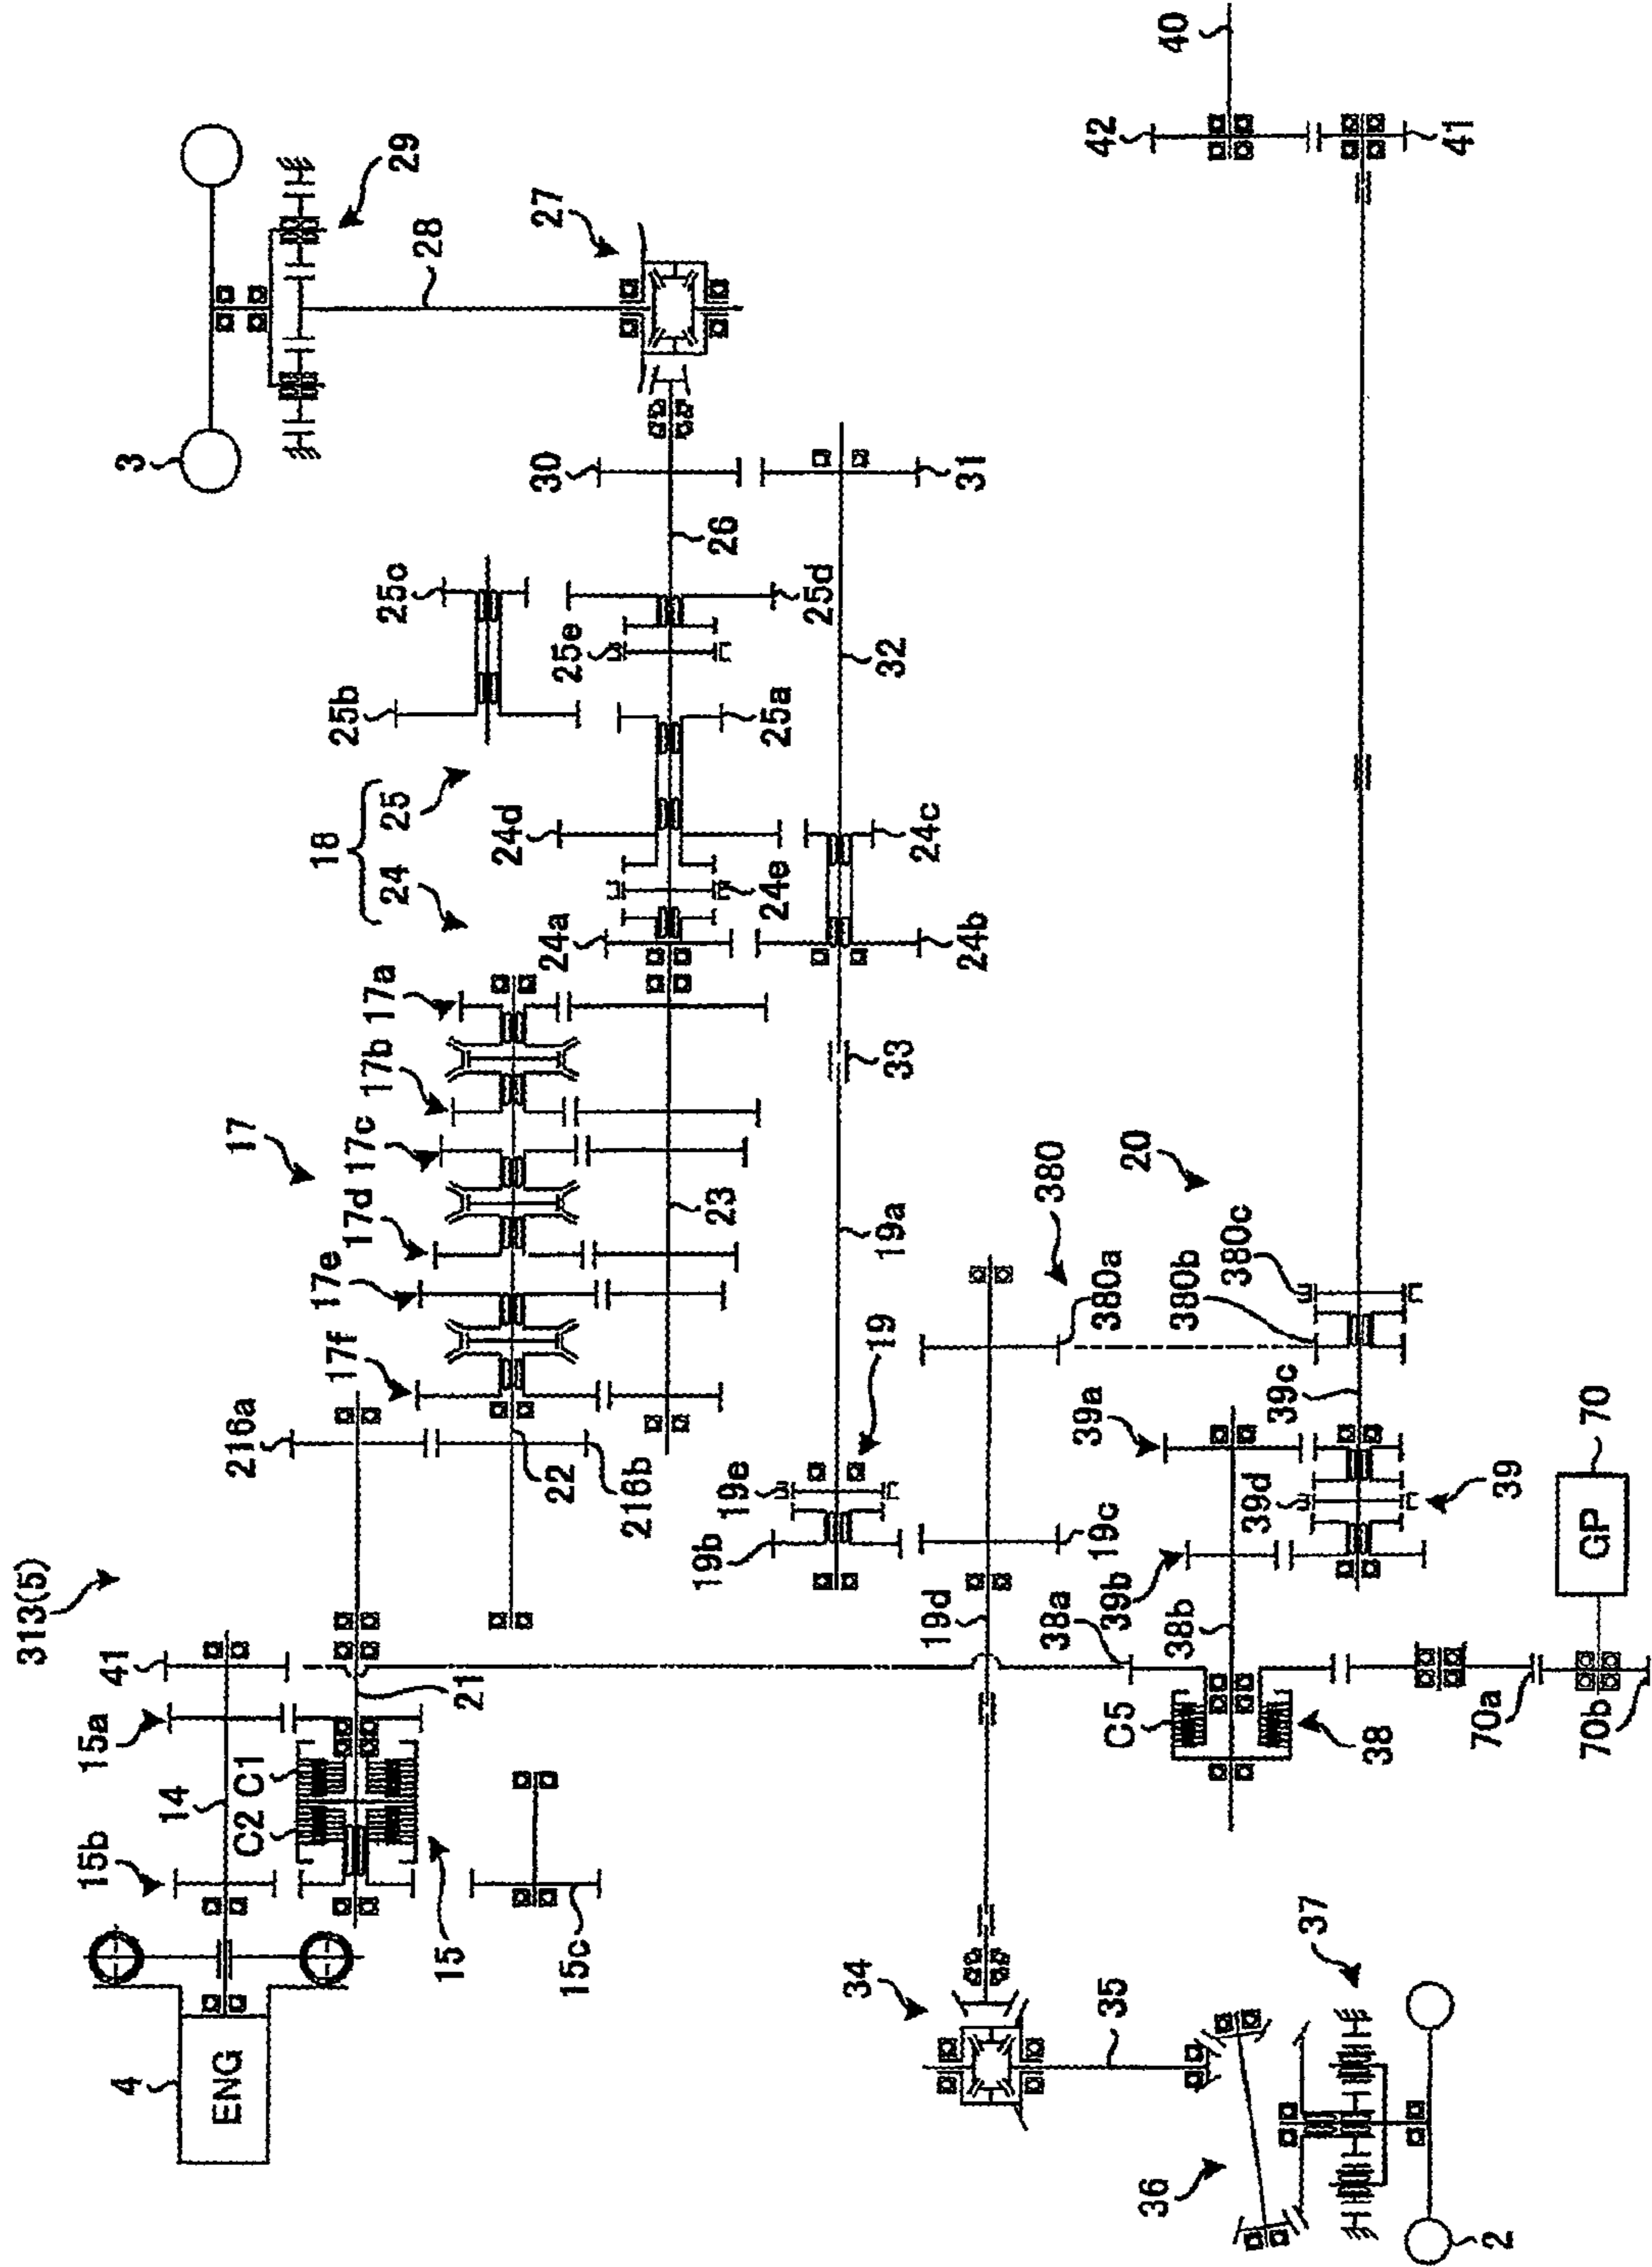 313(5)
4
ENG
15b
14
C2
C1
15a
41
15
15c
21
216a
22
216b
17
17f
17e
17d
17c
17b
17a
23
18
24
25
24a
24d
24e
24b
24c
25b
25c
25a
25e
25d
26
30
31
32
33
3
28
29
27
19
19a
19b
19e
19c
19d
380
380a
380b
380c
20
34
35
36
37
2
38a
38b
C5
38
39b
39a
39d
39c
39
70
GP
70a
70b
40
42
41